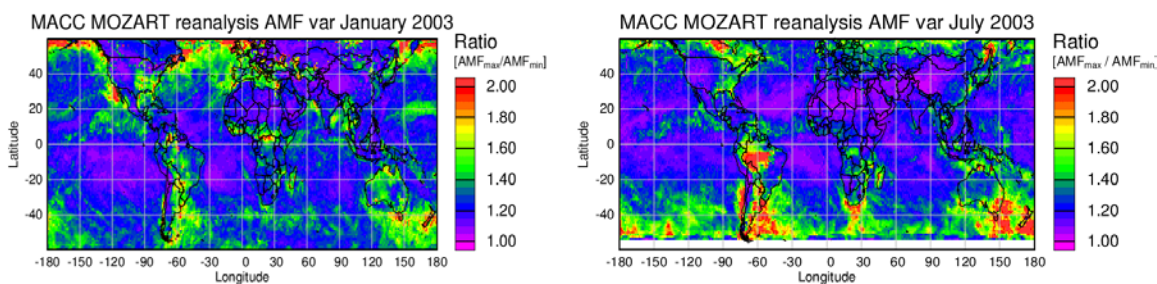 MACC MOZART reanalysis AMF var January 2003
Ratio
[AMFmax/AMFmin]
2.00
1.80
1.60
1.40
1.20
1.00
Latitude
40
20
0
-20
-40
-180 -150 -120 -90 -60 -30 0 30 60 90 120 150 180
Longitude
MACC MOZART reanalysis AMF var July 2003
Ratio
[AMFmax / AMFmin]
2.00
1.80
1.60
1.40
1.20
1.00
Latitude
40
20
0
-20
-40
-180 -150 -120 -90 -60 -30 0 30 60 90 120 150 180
Longitude